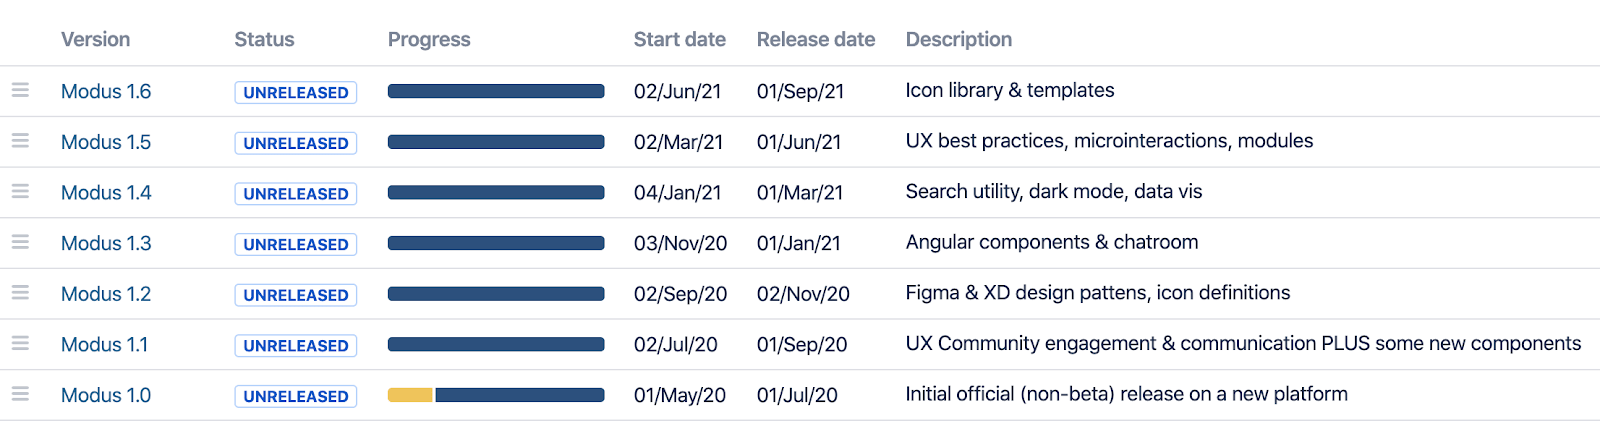 Version Status Progress Start date Release date Description
Modus 1.6 UNRELEASED 02/Jun/21 01/Sep/21 Icon library & templates
Modus 1.5 UNRELEASED 02/Mar/21 01/Jun/21 UX best practices, microinteractions, modules
Modus 1.4 UNRELEASED 04/Jan/21 01/Mar/21 Search utility, dark mode, data vis
Modus 1.3 UNRELEASED 03/Nov/20 01/Jan/21 Angular components & chatroom
Modus 1.2 UNRELEASED 02/Sep/20 02/Nov/20 Figma & XD design pattens, icon definitions
Modus 1.1 UNRELEASED 02/Jul/20 01/Sep/20 UX Community engagement & communication PLUS some new components
Modus 1.0 UNRELEASED 01/May/20 01/Jul/20 Initial official (non-beta) release on a new platform